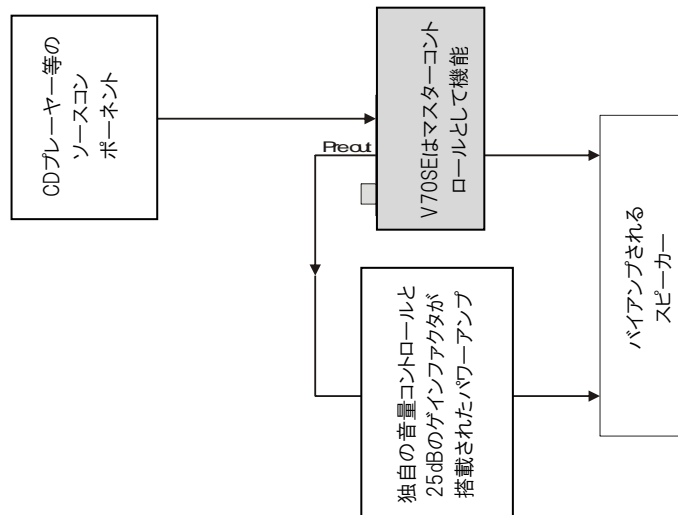 CDプレーヤー等の
ソースコン
ポーネント
Preout
V70SEはマスターコント
ロールとして機能
独自の音量コントロールと
25dBのゲインファクタが
搭載されたパワーアンプ
バイアンプされる
スピーカー